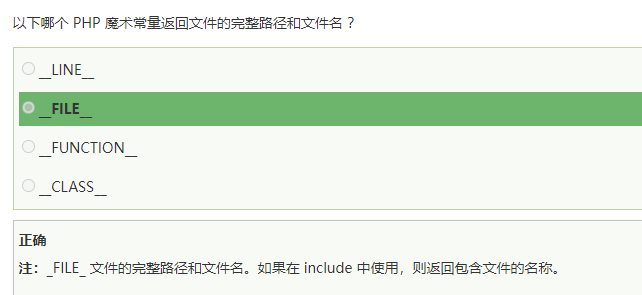 以下哪个 PHP 魔术常量返回文件的完整路径和文件名？
__LINE__
__FILE__
__FUNCTION__
__CLASS__
正确
注：_FILE_ 文件的完整路径和文件名。如果在 include 中使用，则返回包含文件的名称。